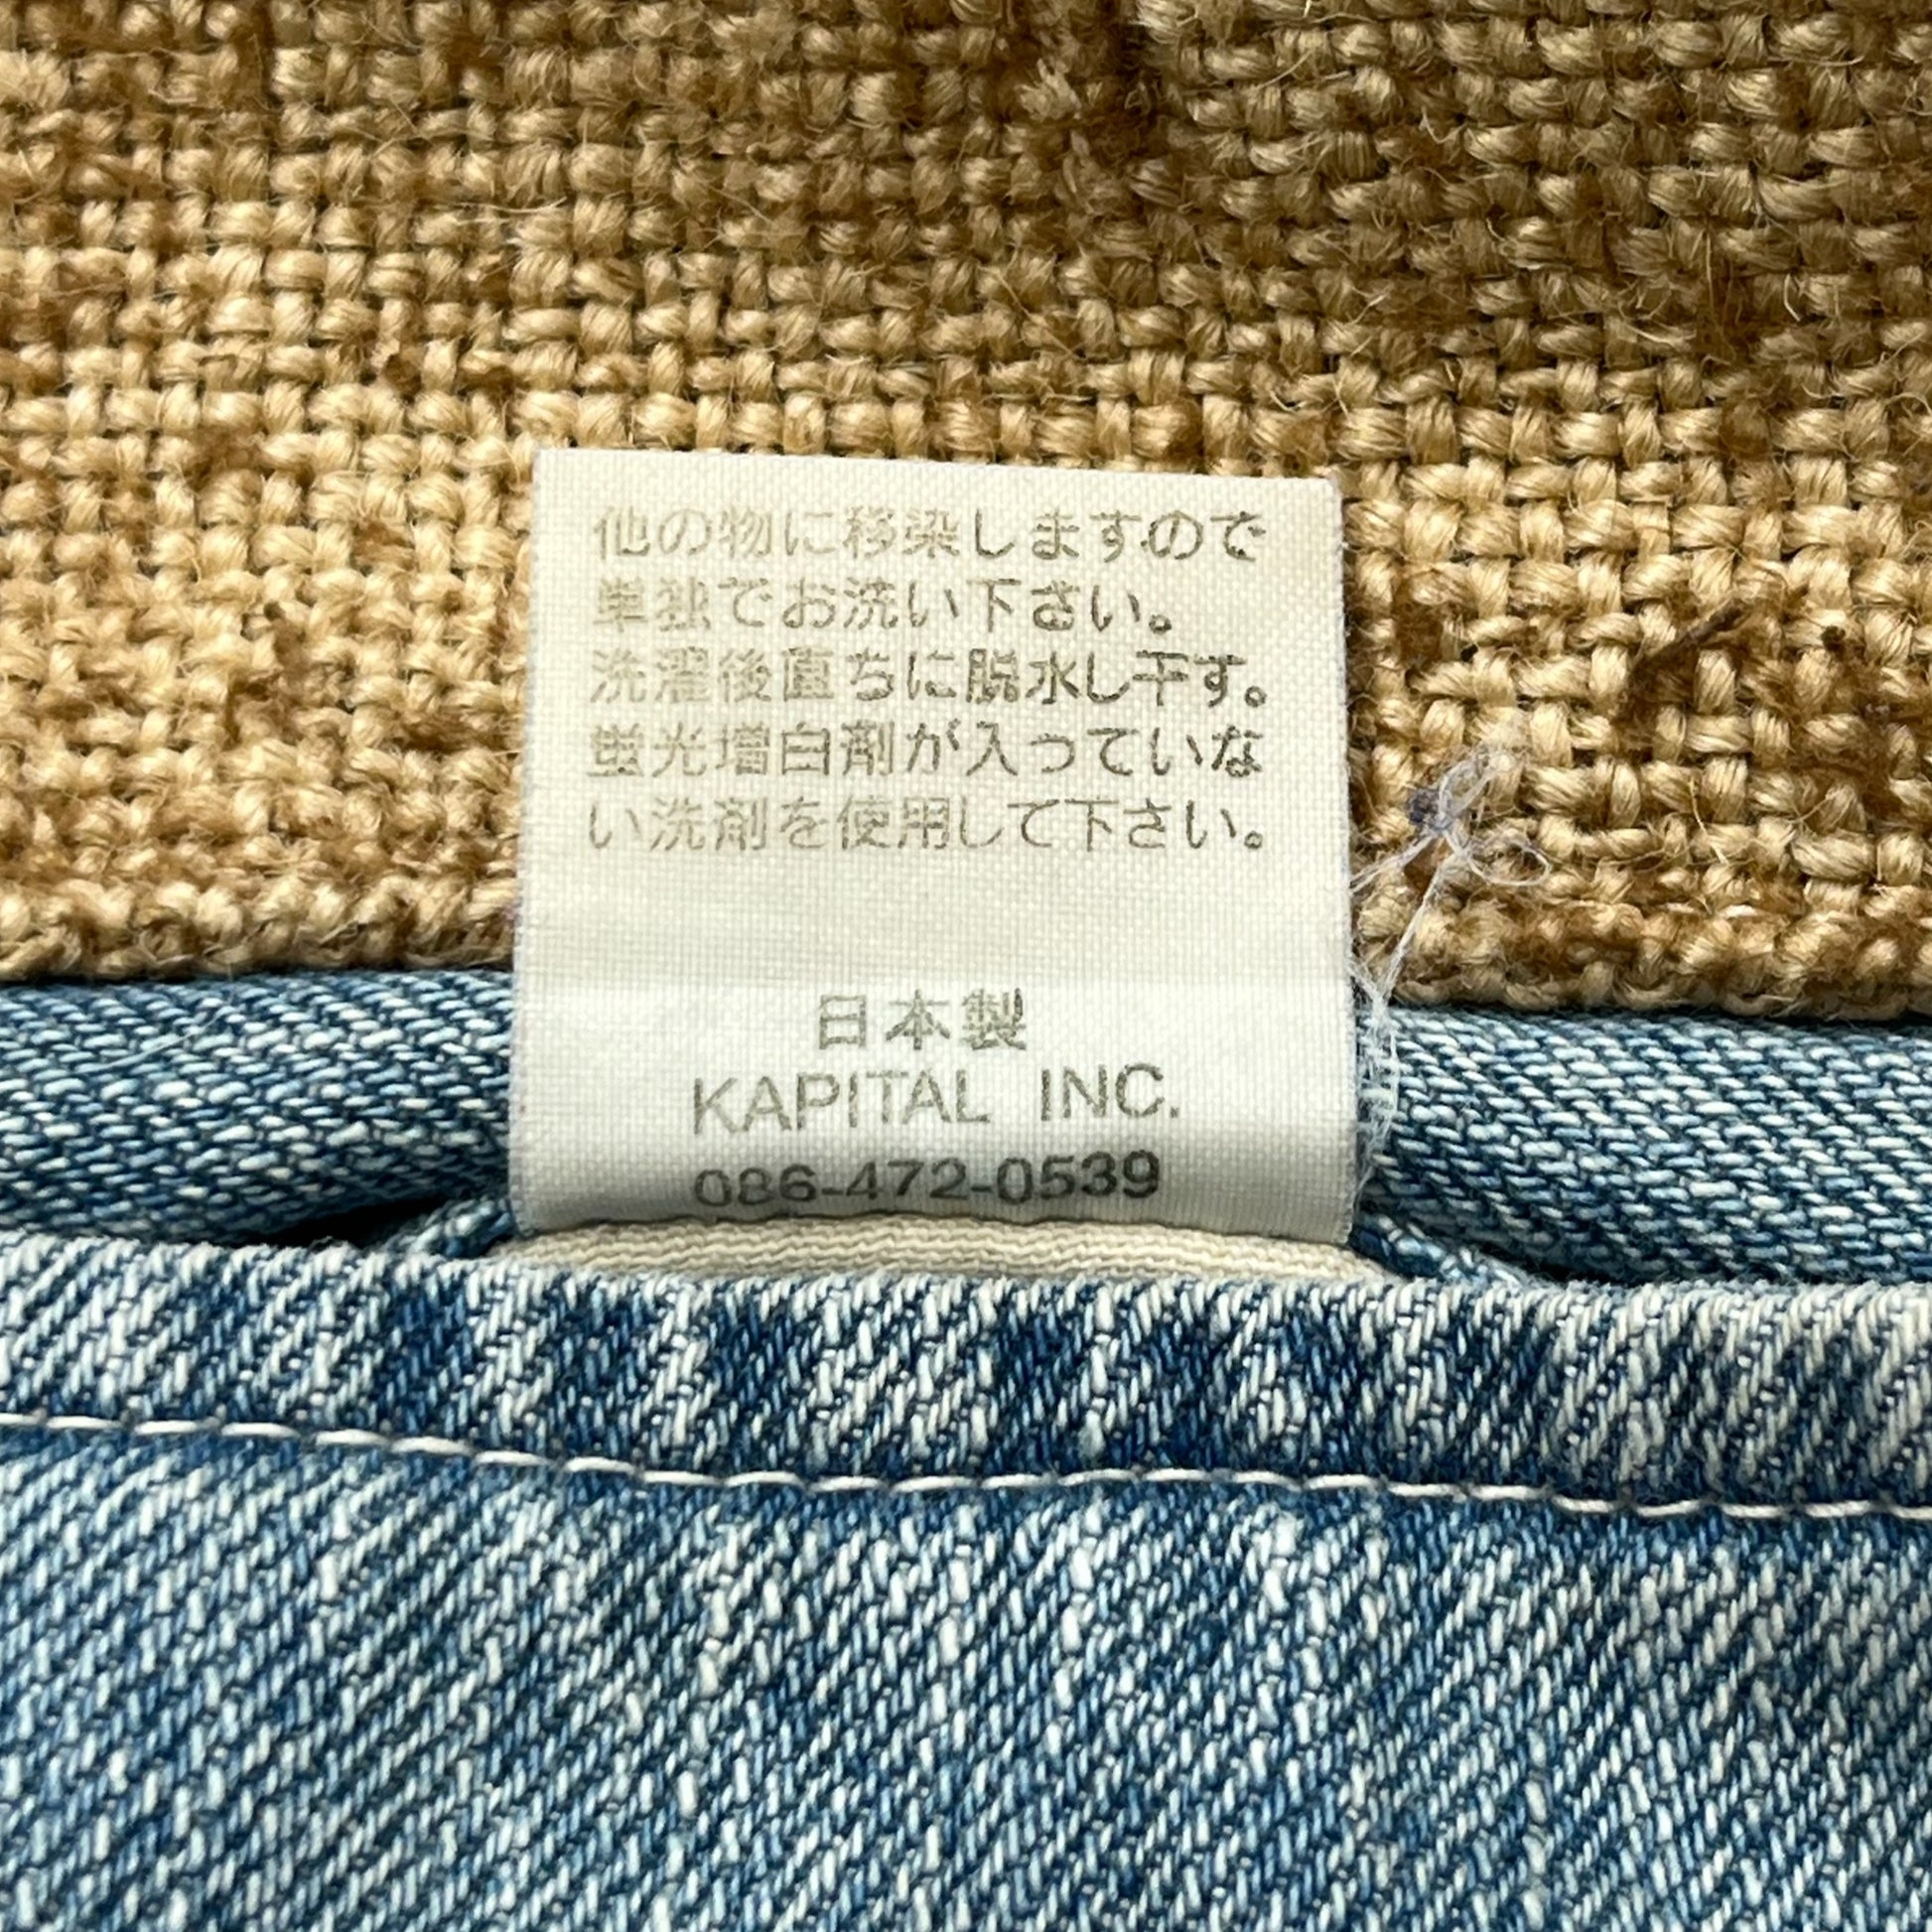 他の物に移染しますので
単独でお洗い下さい。
洗濯後直ちに脱水し干す。
蛍光増白剤が入っていな
い洗剤を使用して下さい。
日本製
KAPITAL INC.
086-472-0539